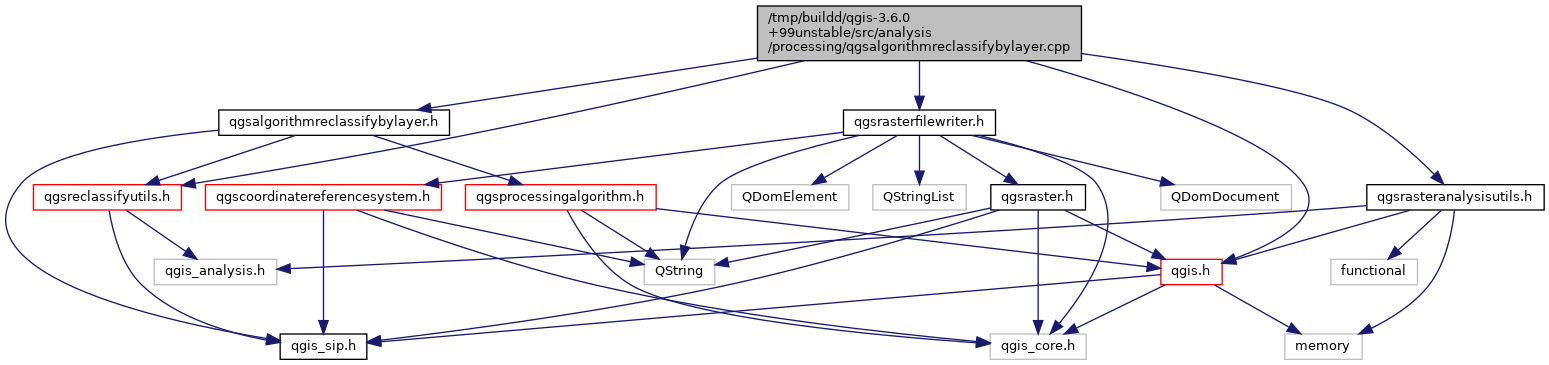 /tmp/buildd/qgis-3.6.0
+99unstable/src/analysis
/processing/qgsalgorithmreclassifybylayer.cpp
qgsalgorithmreclassifybylayer.h
qgsrasterfilewriter.h
qgsreclassifyutils.h
qgscoordinatereferencesystem.h
qgsprocessingalgorithm.h
QDomElement
QStringList
qgsraster.h
QDomDocument
qgsrasteranalysisutils.h
qgis_analysis.h
QString
qgis.h
functional
qgis_sip.h
qgis_core.h
memory